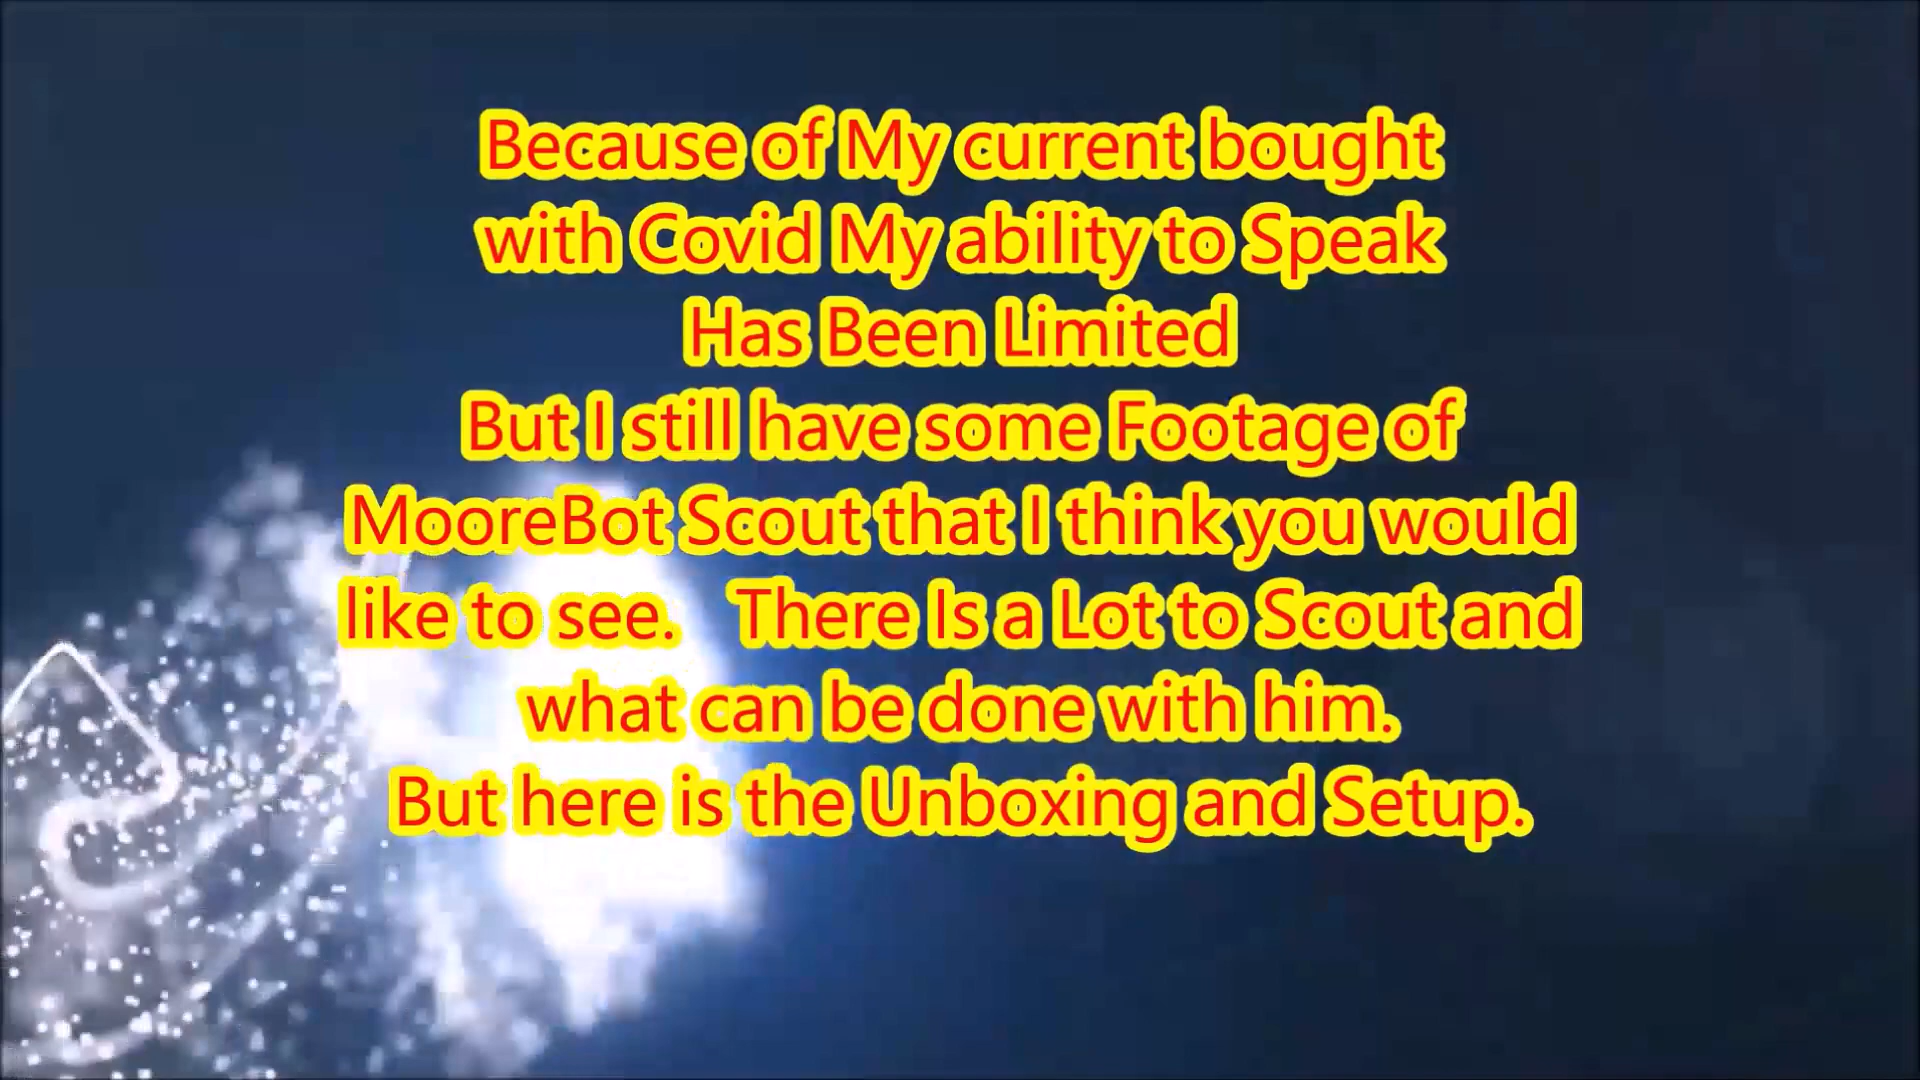 Because of My current bought
with Covid My ability to Speak
Has Been Limited
But I still have some Footage of
MooreBot Scout that I think you would
like to see. There Is a Lot to Scout and
what can be done with him.
But here is the Unboxing and Setup.